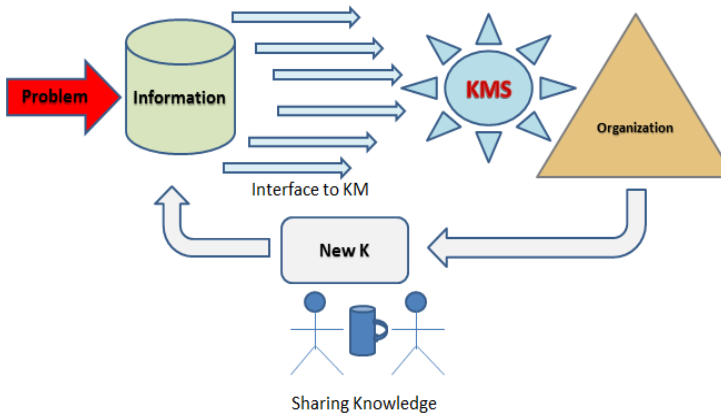 Problem
Information
KMS
Organization
Interface to KM
New K
Sharing Knowledge